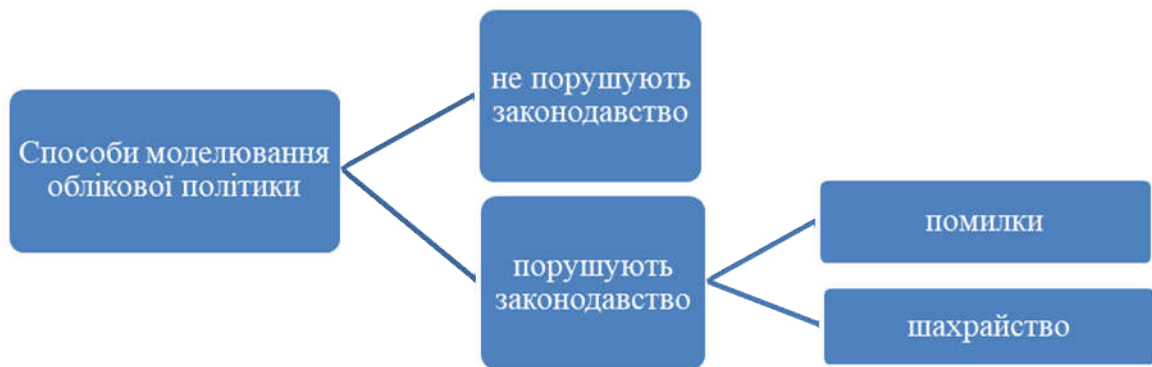 Способи моделювання
облікової політики
не порушують
законодавство
порушують
законодавство
помилки
шахрайство